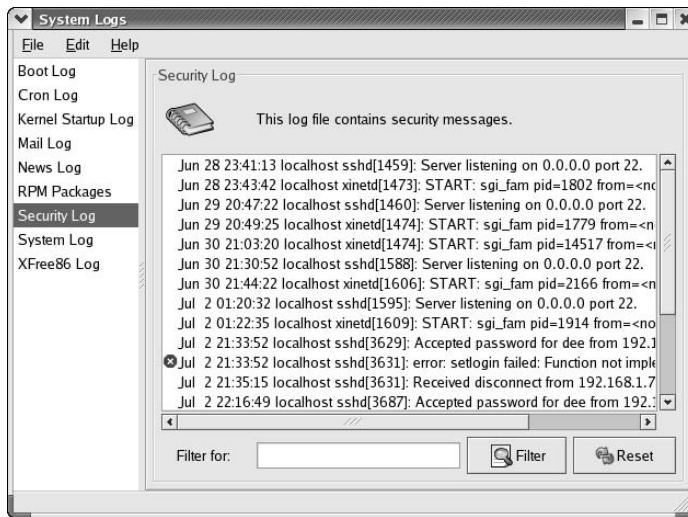 System Logs
File Edit Help
Boot Log
Cron Log
Kernel Startup Log
Mail Log
News Log
RPM Packages
Security Log
System Log
XFree86 Log
Security Log
This log file contains security messages.
Jun 28 23:41:13 localhost sshd[1459]: Server listening on 0.0.0.0 port 22.
Jun 28 23:43:42 localhost xinetd[1473]: START: sgi_fam pid=1802 from=<no
Jun 29 20:47:22 localhost sshd[1460]: Server listening on 0.0.0.0 port 22.
Jun 29 20:49:25 localhost xinetd[1474]: START: sgi_fam pid=1779 from=<no
Jun 30 21:03:20 localhost xinetd[1474]: START: sgi_fam pid=14517 from=<
Jun 30 21:30:52 localhost sshd[1588]: Server listening on 0.0.0.0 port 22.
Jun 30 21:44:22 localhost xinetd[1606]: START: sgi_fam pid=2166 from=<n
Jul 2 01:20:32 localhost sshd[1595]: Server listening on 0.0.0.0 port 22.
Jul 2 01:22:35 localhost xinetd[1609]: START: sgi_fam pid=1914 from=<no
Jul 2 21:33:52 localhost sshd[3629]: Accepted password for dee from 192.1
Jul 2 21:33:52 localhost sshd[3631]: error: setlogin failed: Function not imple
Jul 2 21:35:15 localhost sshd[3631]: Received disconnect from 192.168.1.7
Jul 2 22:16:49 localhost sshd[3687]: Accepted password for dee from 192.
Filter for:
Filter
Reset